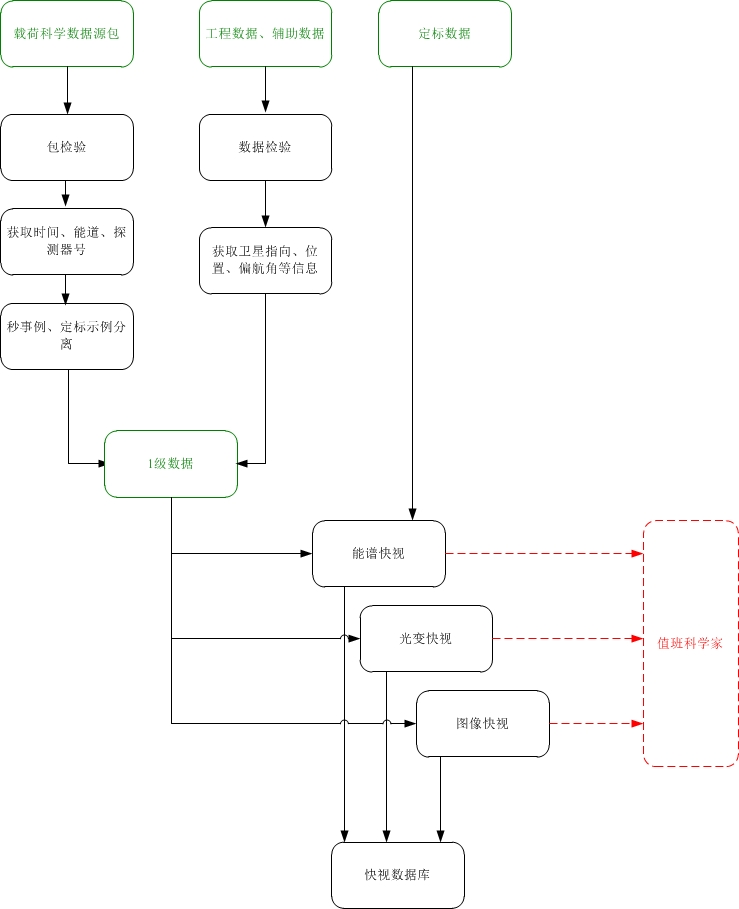 载荷科学数据源包
工程数据、辅助数据
定标数据
包检验
数据检验
获取时间、能道、探
测器号
获取卫星指向、位
置、偏航角等信息
秒事例、定标示例分
离
1级数据
能谱快视
光变快视
值班科学家
图像快视
快视数据库